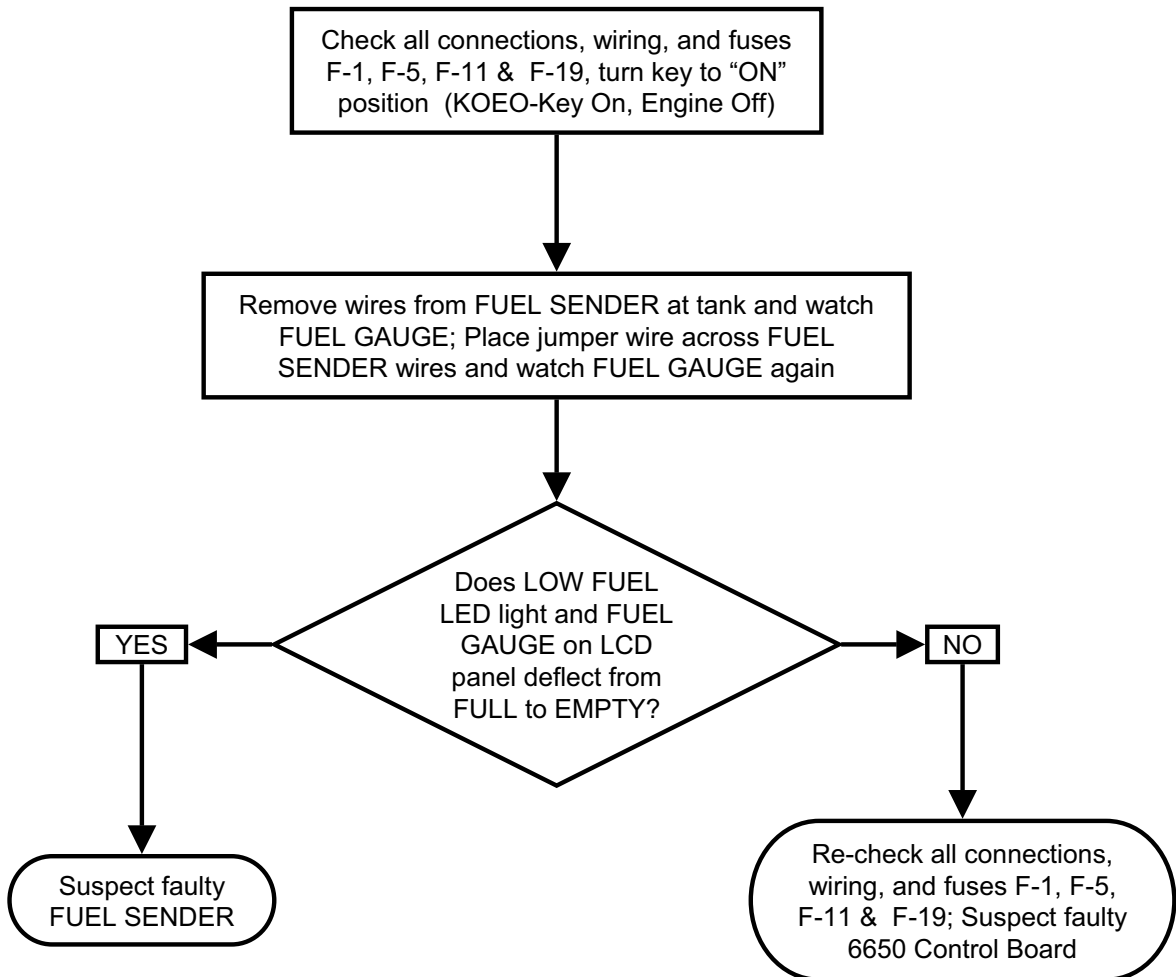 Check all connections, wiring, and fuses
F-1, F-5, F-11 & F-19, turn key to “ON”
position (KOEO-Key On, Engine Off)
Remove wires from FUEL SENDER at tank and watch
FUEL GAUGE; Place jumper wire across FUEL
SENDER wires and watch FUEL GAUGE again
Does LOW FUEL
LED light and FUEL
GAUGE on LCD
panel deflect from
FULL to EMPTY?
YES
NO
Suspect faulty
FUEL SENDER
Re-check all connections,
wiring, and fuses F-1, F-5,
F-11 & F-19; Suspect faulty
6650 Control Board